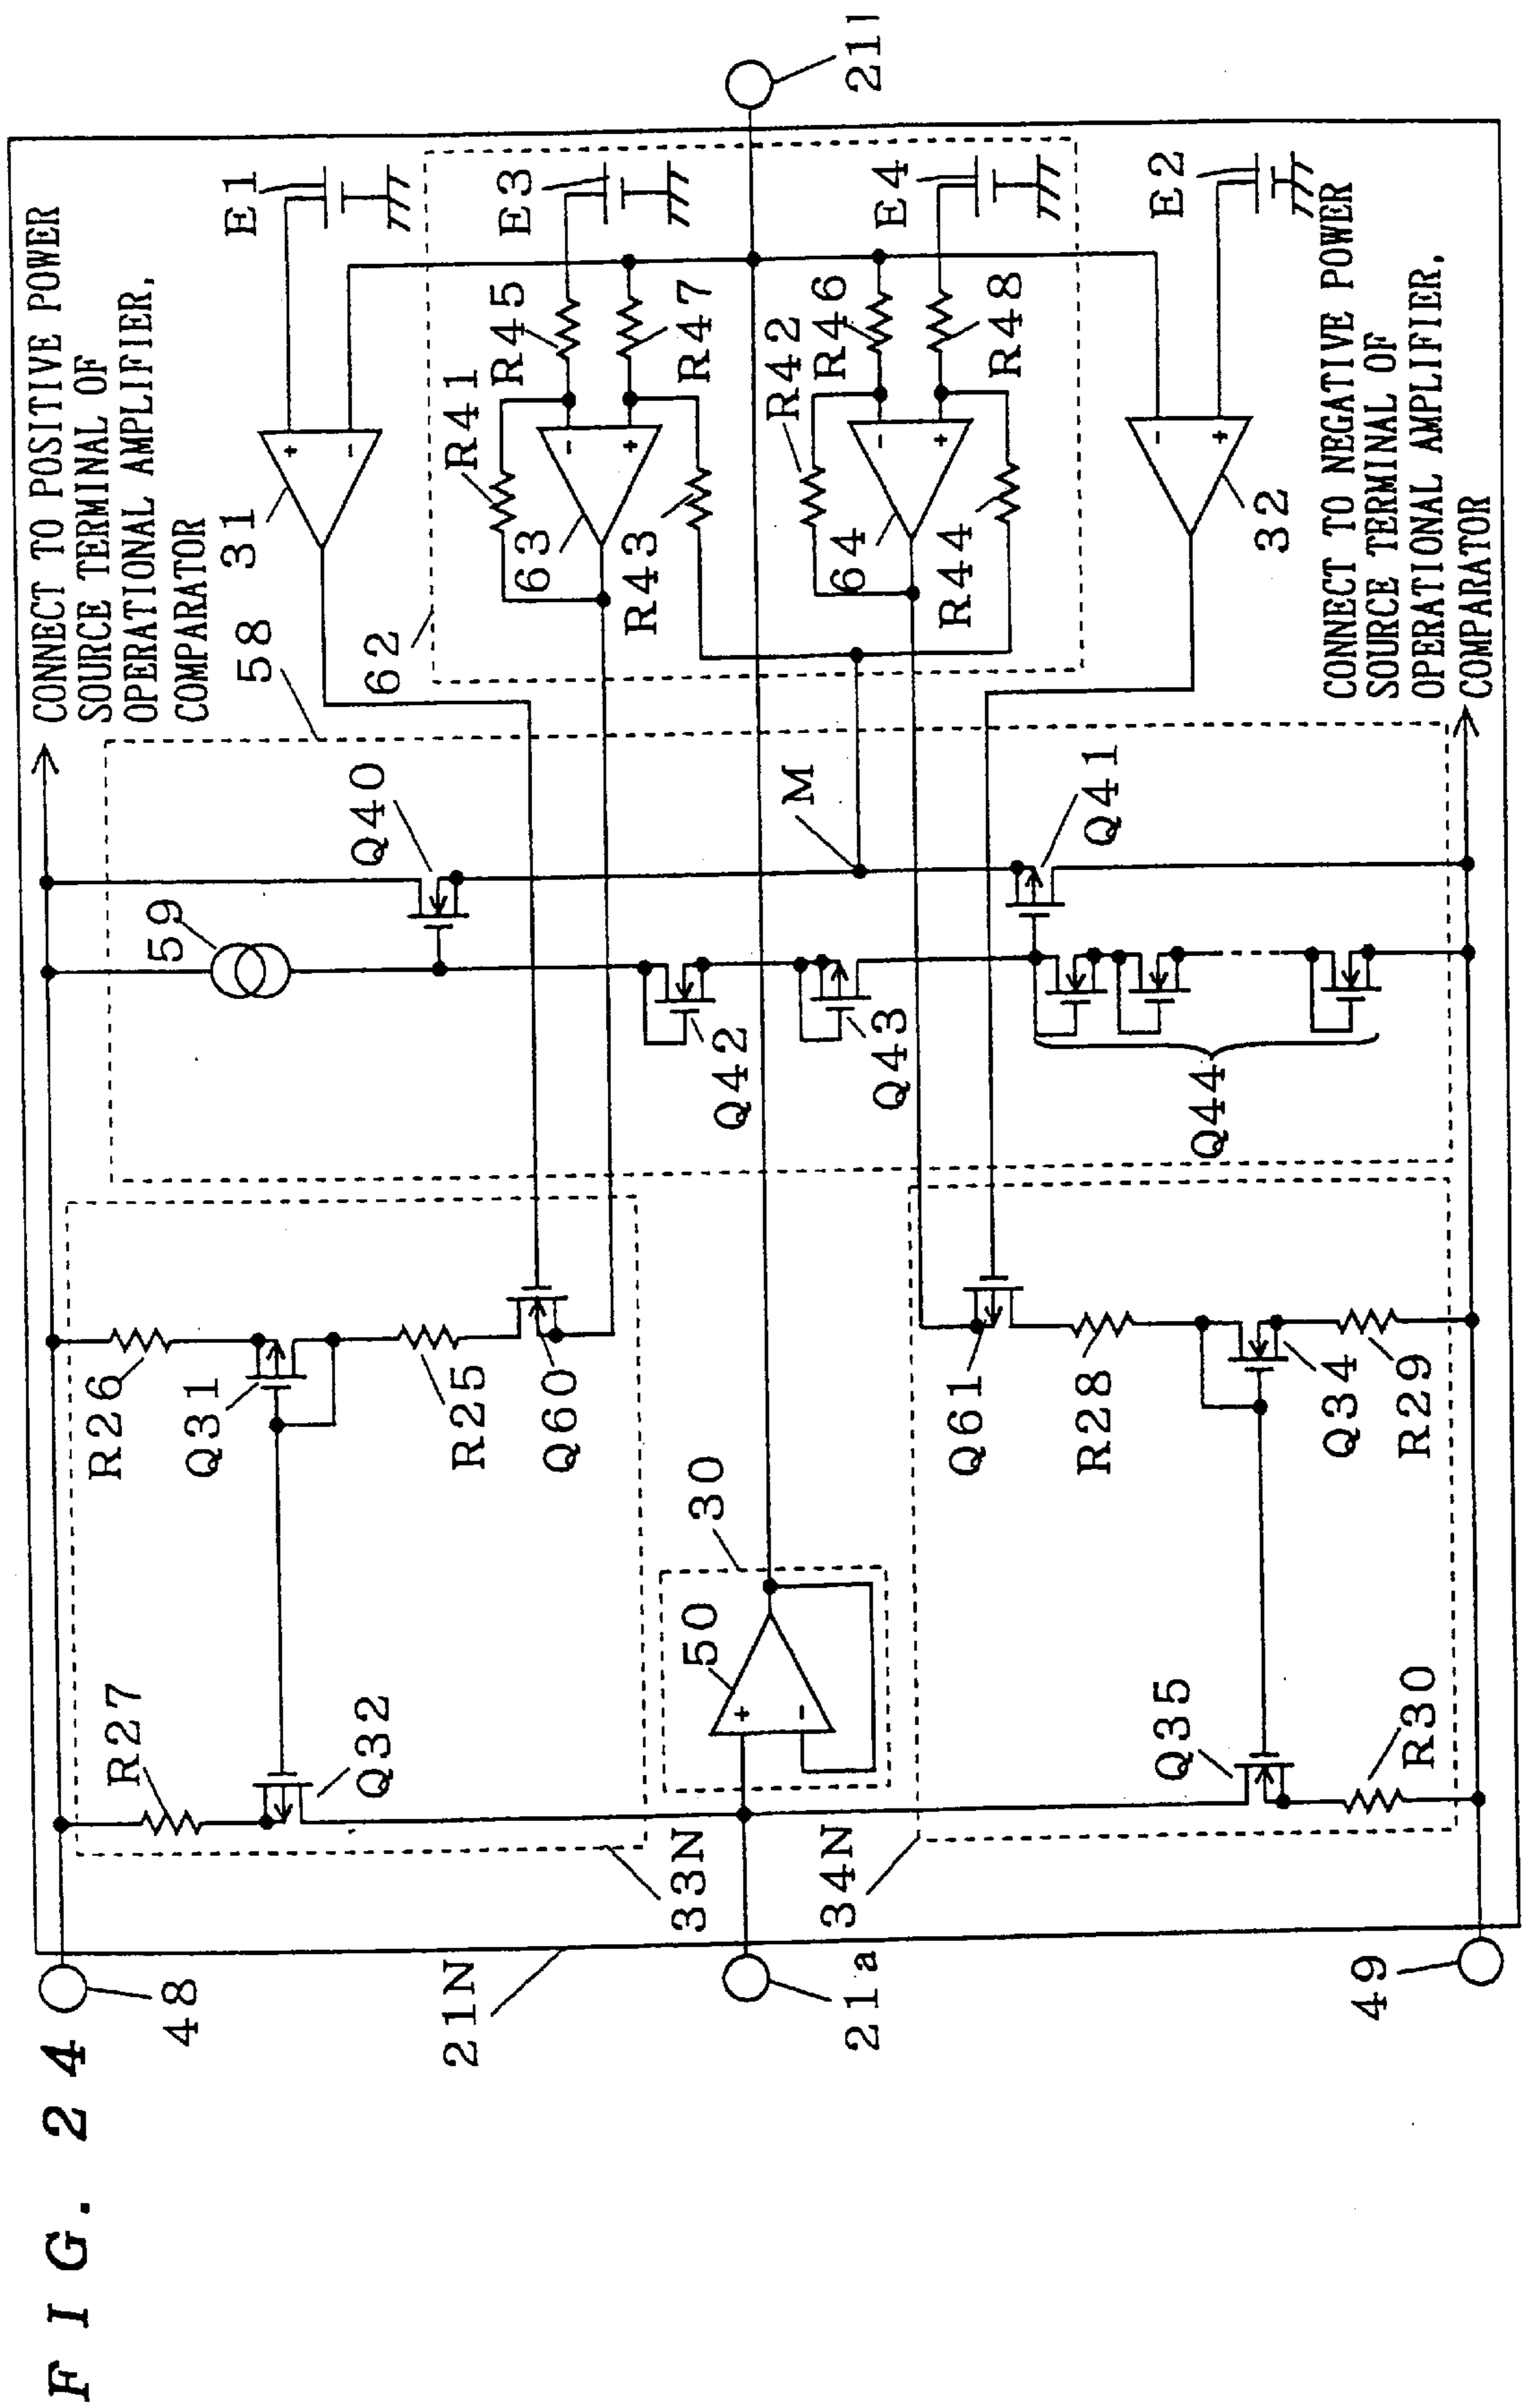 FIG. 24
CONNECT TO POSITIVE POWER
SOURCE TERMINAL OF
OPERATIONAL AMPLIFIER,
COMPARATOR
48
R27
Q32
R26
Q31
R25
Q60
59
Q40
58
62
31
E1
63
R41
R45
E3
R43
R47
21N
33N
30
50
Q42
M
21a
34N
Q43
64
R42
R46
E4
R44
R48
Q61
R28
Q34
R29
Q35
R30
Q41
Q44
32
E2
49
CONNECT TO NEGATIVE POWER
SOURCE TERMINAL OF
OPERATIONAL AMPLIFIER,
COMPARATOR
+
-
-
+
-
+
-
+
+
-